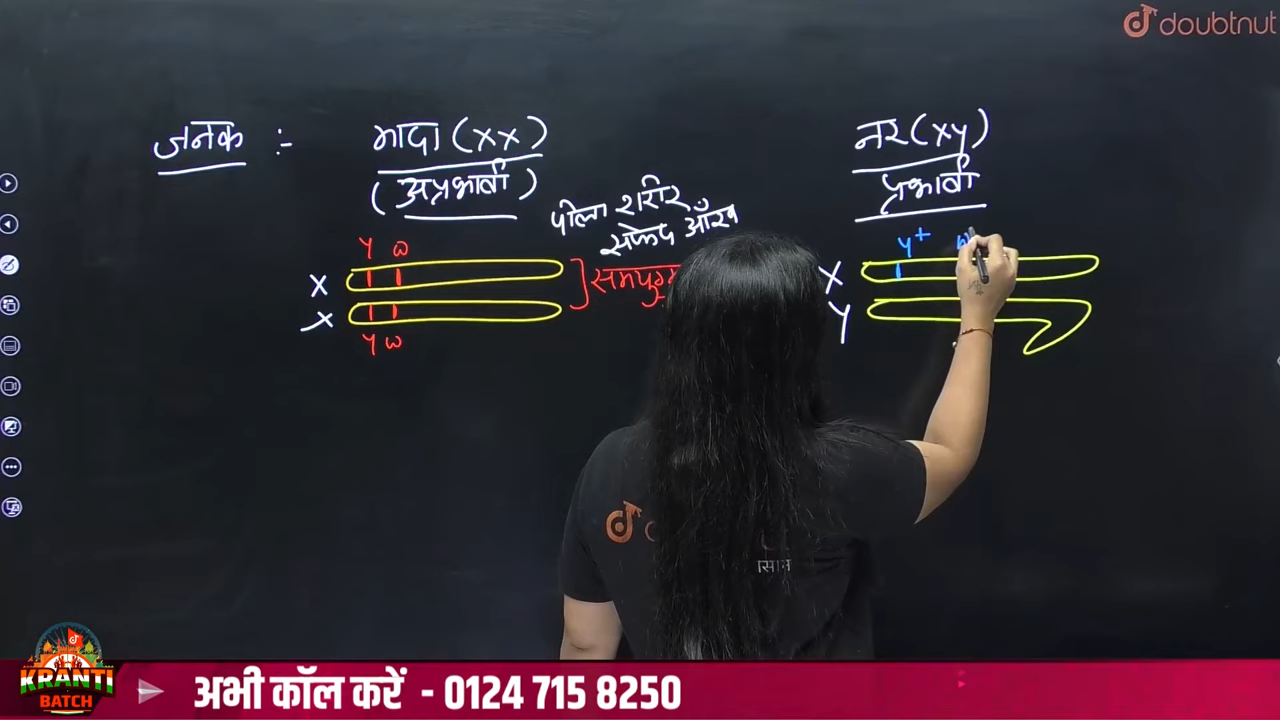 doubtnut
जनक :-
मादा (XX)
नर (XY)
(अप्रभावी)
प्रभावी
पीला शरीर
सफेद आँख
y w
y+
X
X
y w
X
Y
KRANTI
BATCH
अभी कॉल करें - 0124 715 8250